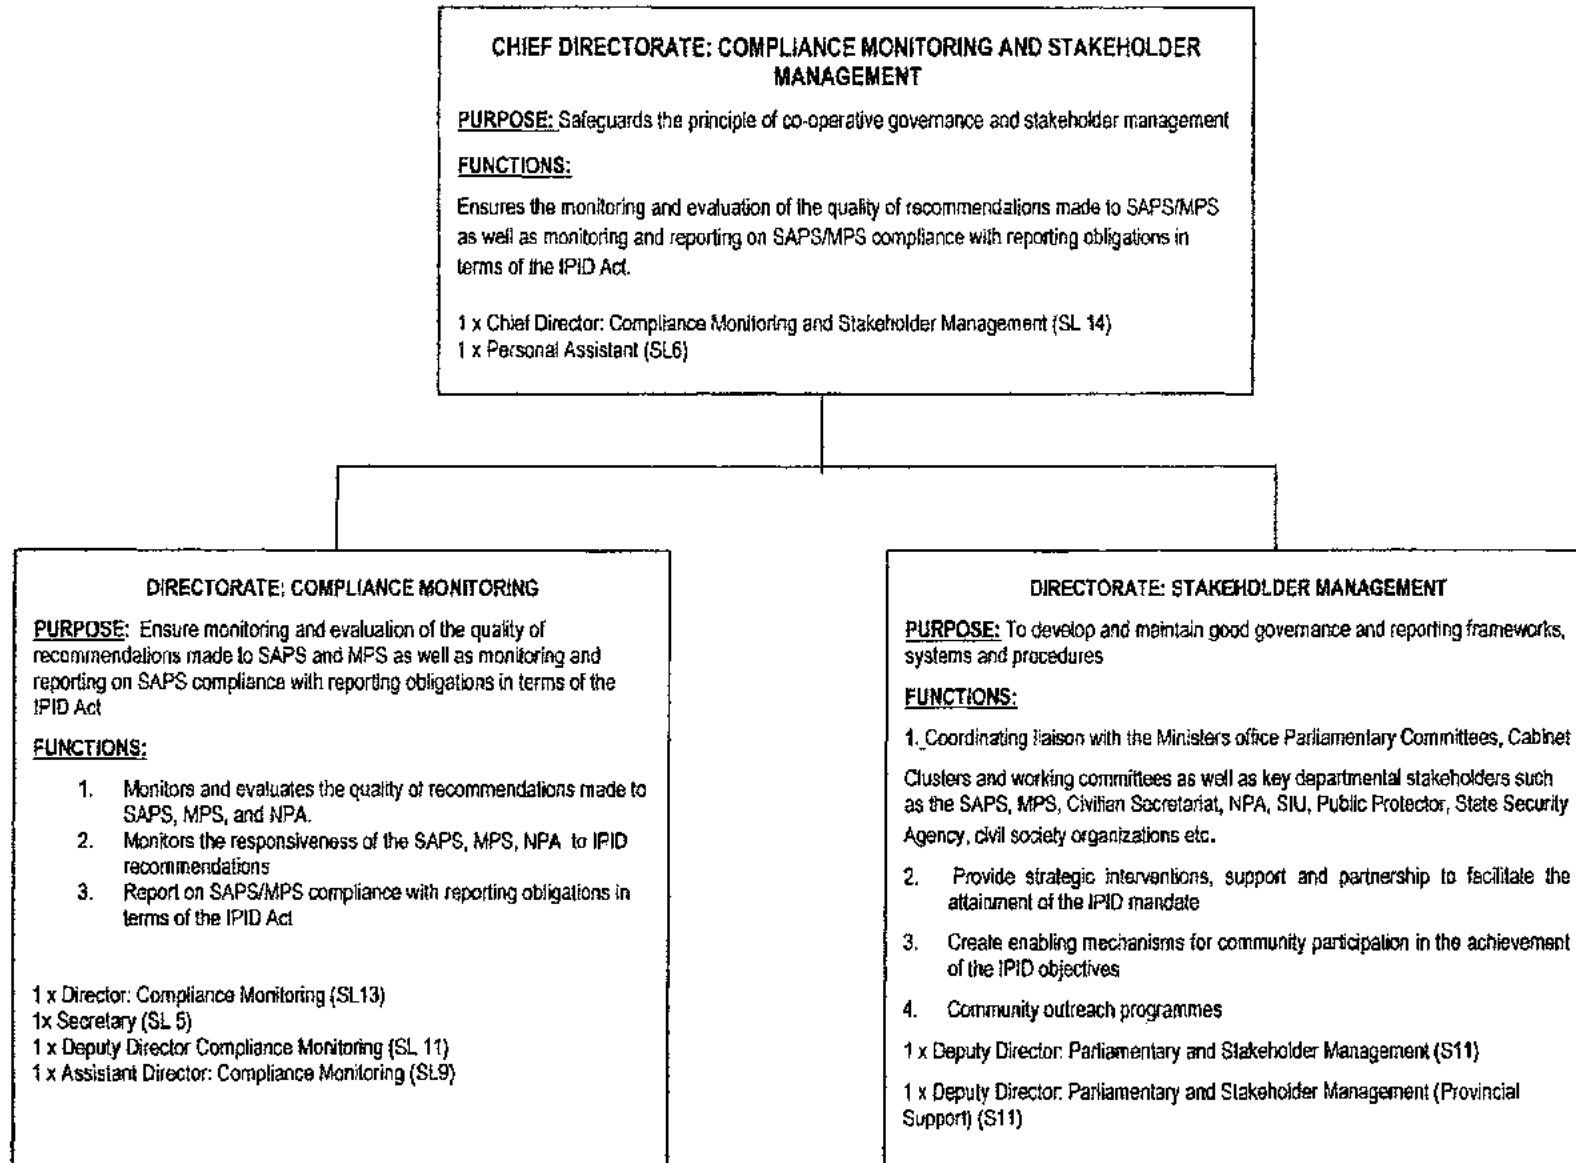 CHIEF DIRECTORATE: COMPLIANCE MONITORING AND STAKEHOLDER
MANAGEMENT
PURPOSE: Safeguards the principle of co-operative governance and stakeholder management
FUNCTIONS:
Ensures the monitoring and evaluation of the quality of recommendations made to SAPS/MPS
as well as monitoring and reporting on SAPS/MPS compliance with reporting obligations in
terms of the IPID Act.
1 x Chief Director: Compliance Monitoring and Stakeholder Management (SL 14)
1 x Personal Assistant (SL6)
DIRECTORATE: COMPLIANCE MONITORING
PURPOSE: Ensure monitoring and evaluation of the quality of
recommendations made to SAPS and MPS as well as monitoring and
reporting on SAPS compliance with reporting obligations in terms of the
IPID Act
FUNCTIONS:
1. Monitors and evaluates the quality of recommendations made to
SAPS, MPS, and NPA.
2. Monitors the responsiveness of the SAPS, MPS, NPA to IPID
recommendations
3. Report on SAPS/MPS compliance with reporting obligations in
terms of the IPID Act
1 x Director: Compliance Monitoring (SL13)
1x Secretary (SL 5)
1 x Deputy Director Compliance Monitoring (SL 11)
1 x Assistant Director: Compliance Monitoring (SL9)
DIRECTORATE: STAKEHOLDER MANAGEMENT
PURPOSE: To develop and maintain good governance and reporting frameworks,
systems and procedures
FUNCTIONS:
1. Coordinating liaison with the Ministers office Parliamentary Committees, Cabinet
Clusters and working committees as well as key departmental stakeholders such
as the SAPS, MPS, Civilian Secretariat, NPA, SIU, Public Protector, State Security
Agency, civil society organizations etc.
2. Provide strategic interventions, support and partnership to facilitate the
attainment of the IPID mandate
3. Create enabling mechanisms for community participation in the achievement
of the IPID objectives
4. Community outreach programmes
1 x Deputy Director: Parliamentary and Stakeholder Management (S11)
1 x Deputy Director: Parliamentary and Stakeholder Management (Provincial
Support) (S11)